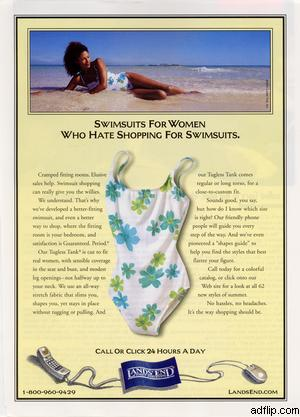 SWIMSUITS FOR WOMEN
WHO HATE SHOPPING FOR SWIMSUITS.
Cramped fitting rooms. Elusive
sales help. Swimsuit shopping
can really give you the willies.
We understand. That's why
we've developed a better-fitting
swimsuit, and even a better
way to shop, where the fitting
room is your bedroom, and
satisfaction is Guaranteed. Period.®
Our Tugless Tank® is cut to fit
real women, with sensible coverage
in the seat and bust, and modest
leg openings--not halfway up to
your neck. We use an all-way
stretch fabric that slims you,
shapes you, yet stays in place
without tugging or pulling. And
our Tugless Tank comes
regular or long torso, for a
close-to-custom fit.
Sounds good, you say,
but how do I know which size
is right? Our friendly phone
people will guide you every
step of the way. And we've even
pioneered a "shapes guide" to
help you find the styles that best
flatter your figure.
Call today for a colorful
catalog, or click onto our
Web site for a look at all 62
new styles of summer.
No hassles, no headaches.
It's the way shopping should be.
CALL OR CLICK 24 HOURS A DAY
LANDS' END
1-800-960-9429
LANDSEND.COM
adflip.com